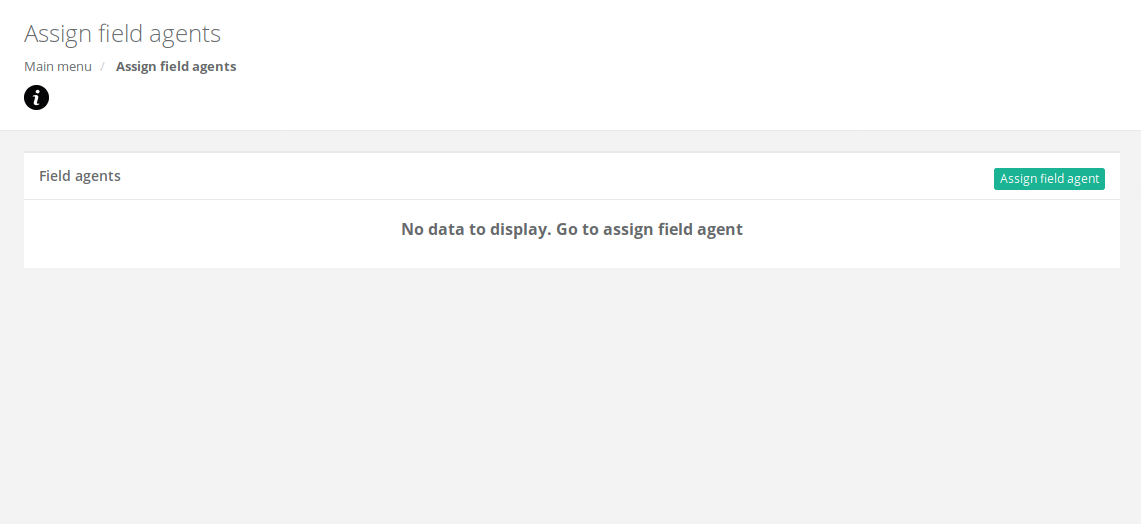 Assign field agents
Main menu / Assign field agents
i
Field agents
Assign field agent
No data to display. Go to assign field agent